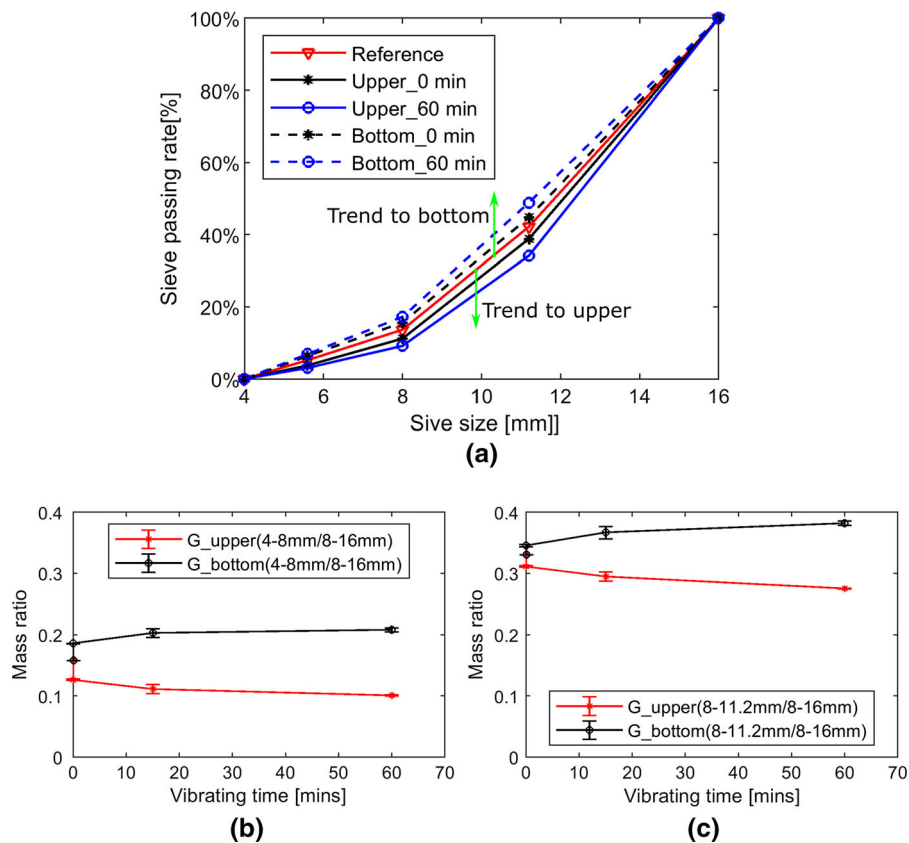 100%
80%
60%
40%
20%
0%
Sieve passing rate[%]
Reference
Upper_0 min
Upper_60 min
Bottom_0 min
Bottom_60 min
Trend to bottom
Trend to upper
4 6 8 10 12 14 16
Sive size [mm]]
(a)
0.4
0.3
0.2
0.1
0
Mass ratio
G_upper(4-8mm/8-16mm)
G_bottom(4-8mm/8-16mm)
0 10 20 30 40 50 60 70
Vibrating time [mins]
(b)
0.4
0.3
0.2
0.1
0
Mass ratio
G_upper(8-11.2mm/8-16mm)
G_bottom(8-11.2mm/8-16mm)
0 10 20 30 40 50 60 70
Vibrating time [mins]
(c)